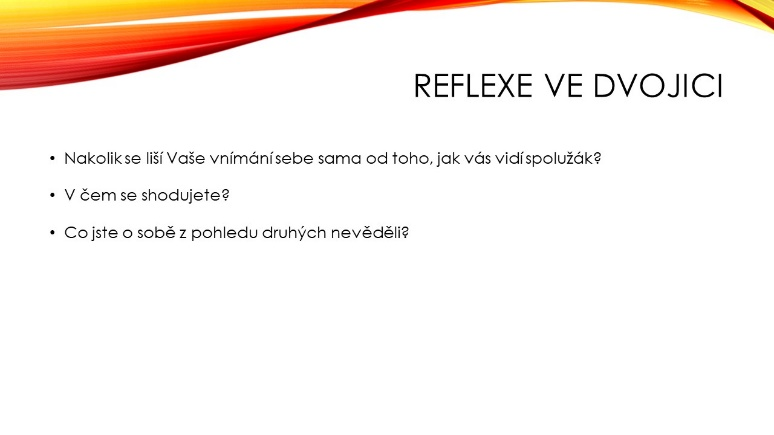 REFLEXE VE DVOJICI
• Nakolik se liší Vaše vnímání sebe sama od toho, jak vás vidí spolužák?
• V čem se shodujete?
• Co jste o sobě z pohledu druhých nevěděli?